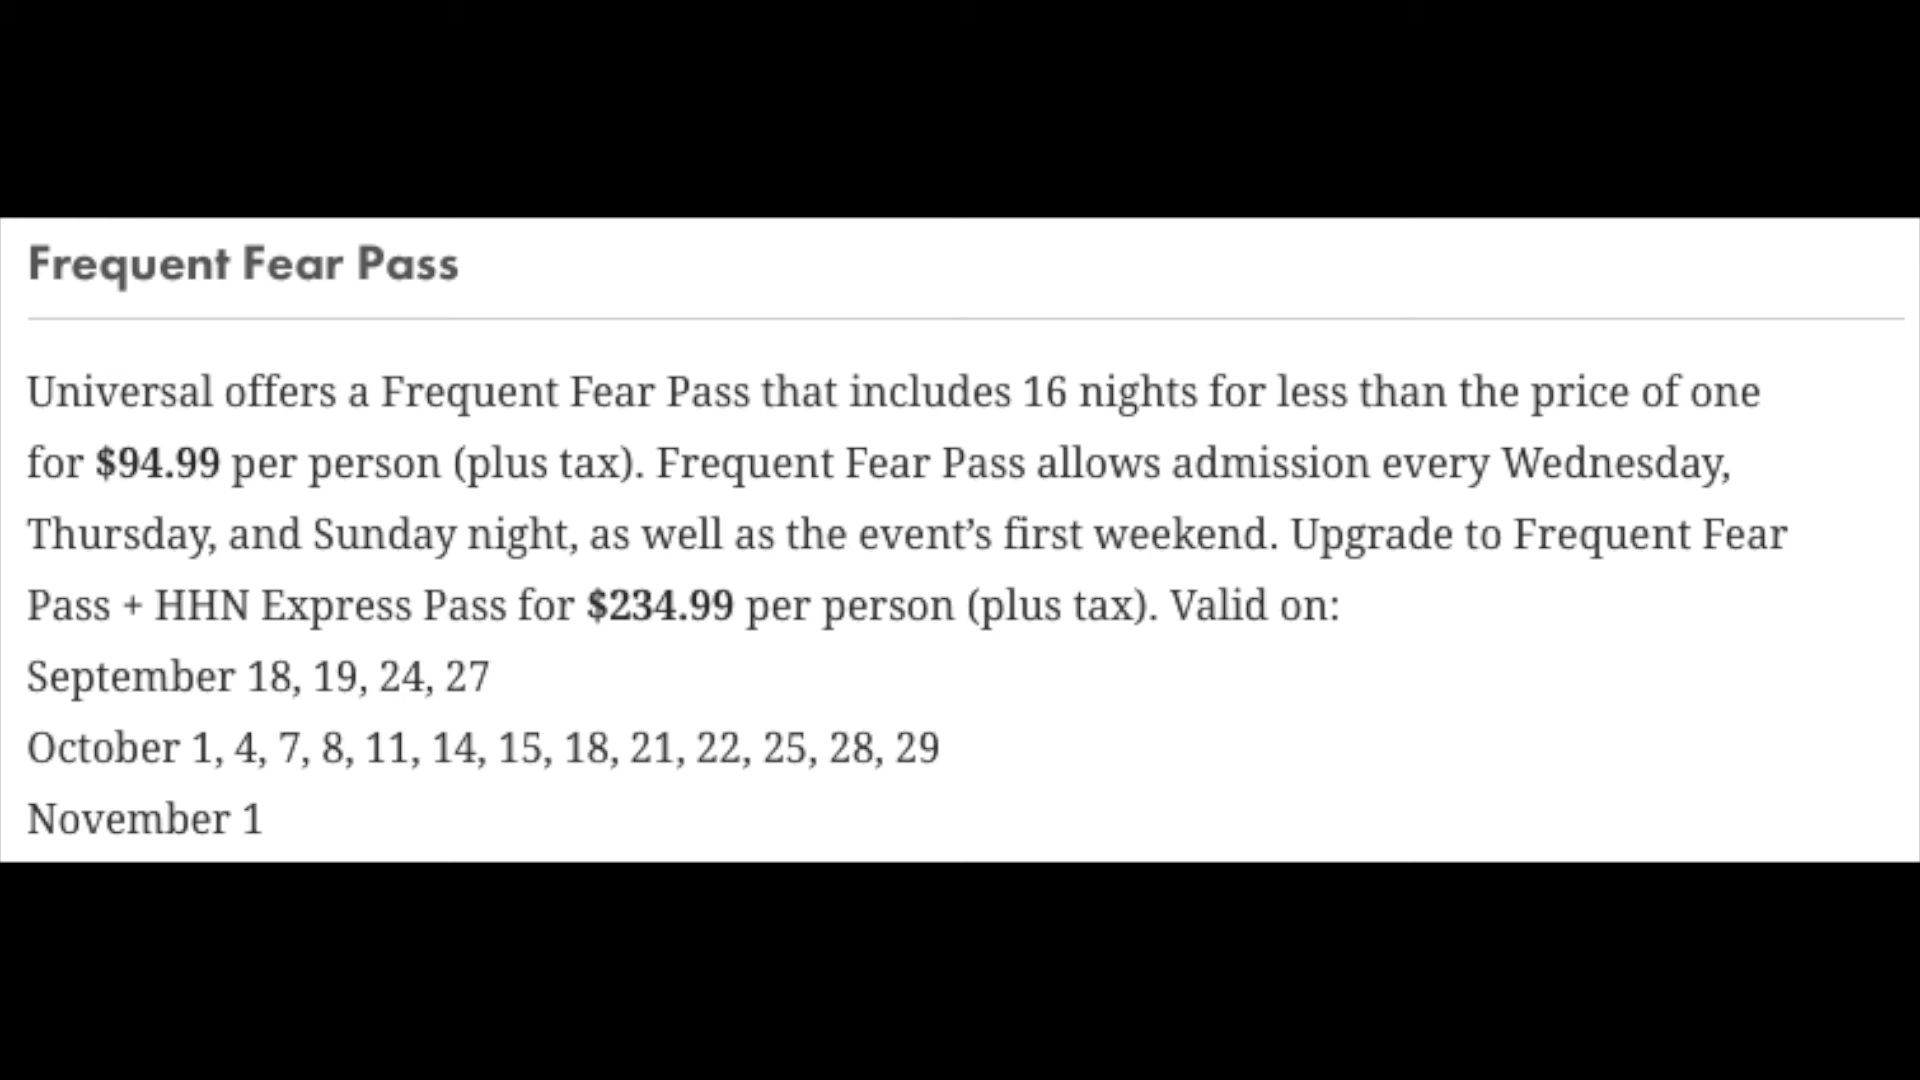 Frequent Fear Pass
Universal offers a Frequent Fear Pass that includes 16 nights for less than the price of one
for $94.99 per person (plus tax). Frequent Fear Pass allows admission every Wednesday,
Thursday, and Sunday night, as well as the event’s first weekend. Upgrade to Frequent Fear
Pass + HHN Express Pass for $234.99 per person (plus tax). Valid on:
September 18, 19, 24, 27
October 1, 4, 7, 8, 11, 14, 15, 18, 21, 22, 25, 28, 29
November 1